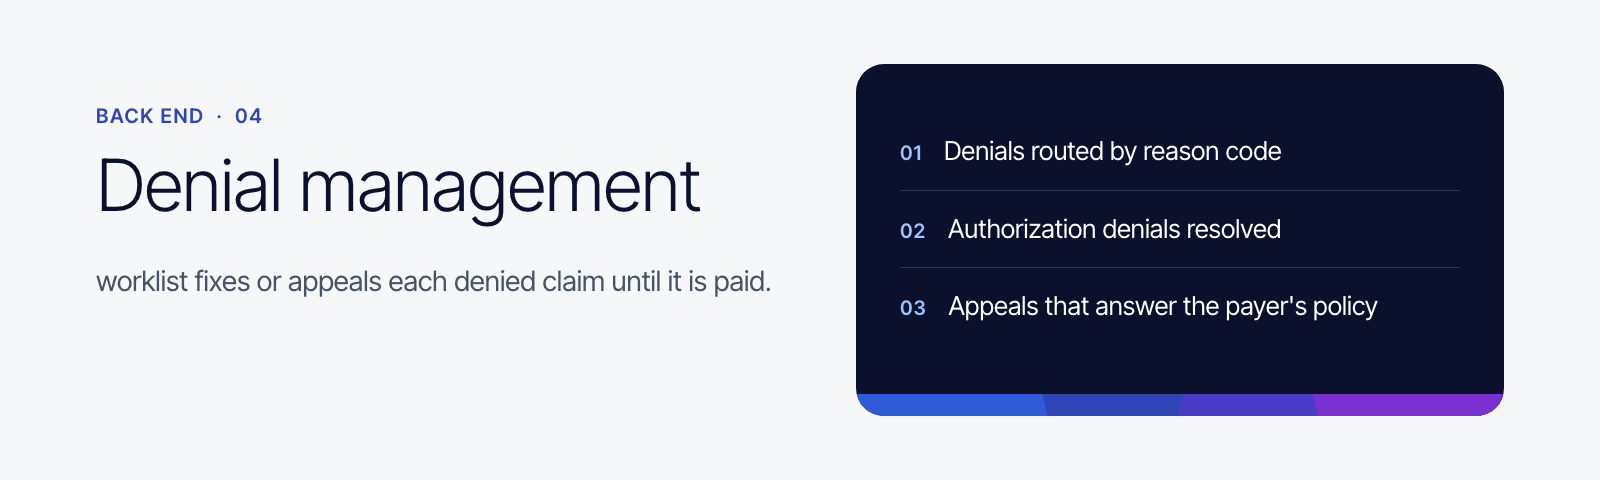 BACK END · 04
Denial management
worklist fixes or appeals each denied claim until it is paid.
01 Denials routed by reason code
02 Authorization denials resolved
03 Appeals that answer the payer's policy